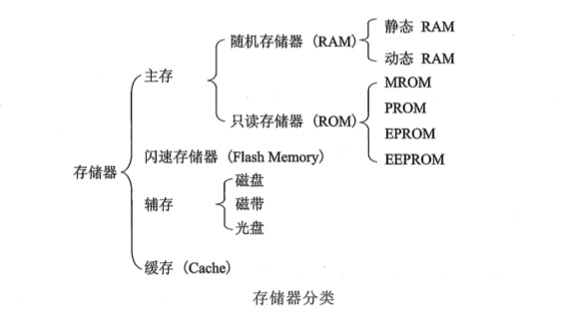 静态 RAM
随机存储器（RAM）
动态 RAM
主存
MROM
PROM
只读存储器（ROM）
EPROM
EEPROM
闪速存储器（Flash Memory）
存储器
磁盘
辅存
磁带
光盘
缓存（Cache）
存储器分类